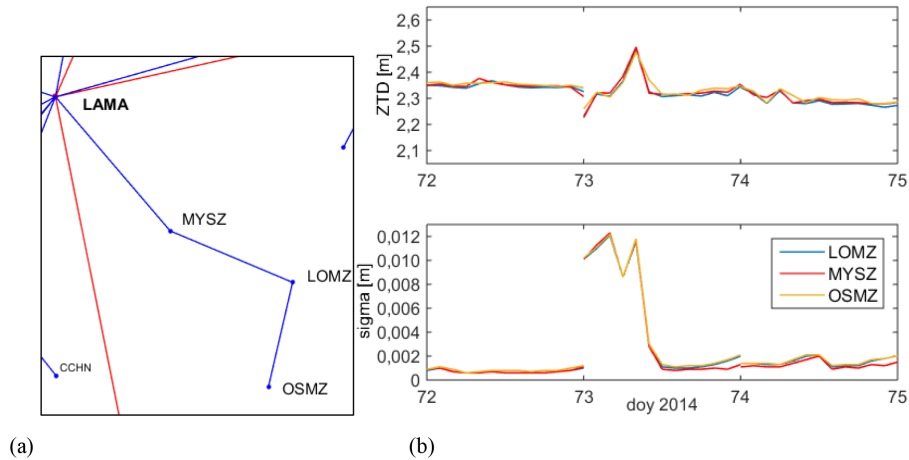 (a)
LAMA
MYSZ
LOMZ
CCHN
OSMZ
(b)
ZTD [m]
2,6
2,5
2,4
2,3
2,2
2,1
72 73 74 75
sigma [m]
0,012
0,010
0,008
0,006
0,004
0,002
0
LOMZ
MYSZ
OSMZ
72 73 74 75
doy 2014